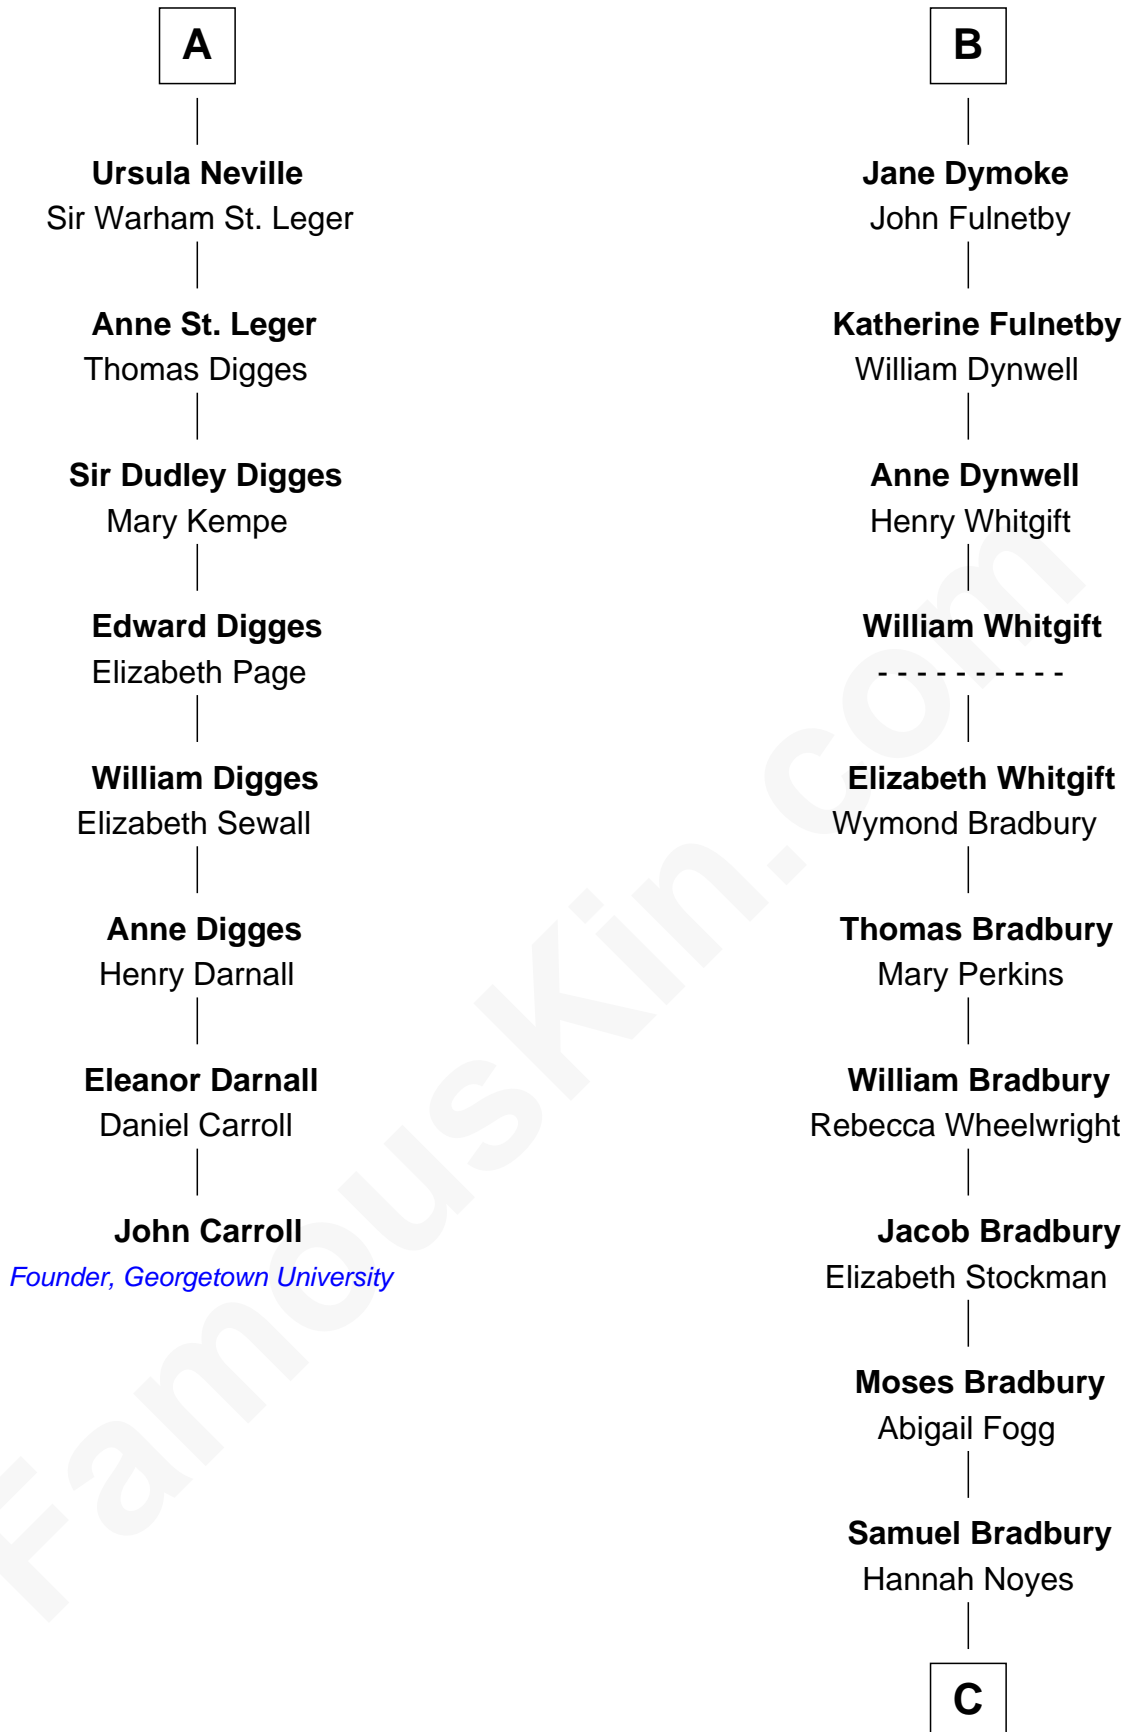 A
Ursula Neville
Sir Warham St. Leger
Anne St. Leger
Thomas Digges
Sir Dudley Digges
Mary Kempe
Edward Digges
Elizabeth Page
William Digges
Elizabeth Sewall
Anne Digges
Henry Darnall
Eleanor Darnall
Daniel Carroll
John Carroll
Founder, Georgetown University
B
Jane Dymoke
John Fulnetby
Katherine Fulnetby
William Dynwell
Anne Dynwell
Henry Whitgift
William Whitgift
- - - - - - - - - -
Elizabeth Whitgift
Wymond Bradbury
Thomas Bradbury
Mary Perkins
William Bradbury
Rebecca Wheelwright
Jacob Bradbury
Elizabeth Stockman
Moses Bradbury
Abigail Fogg
Samuel Bradbury
Hannah Noyes
C
FamousKin.com